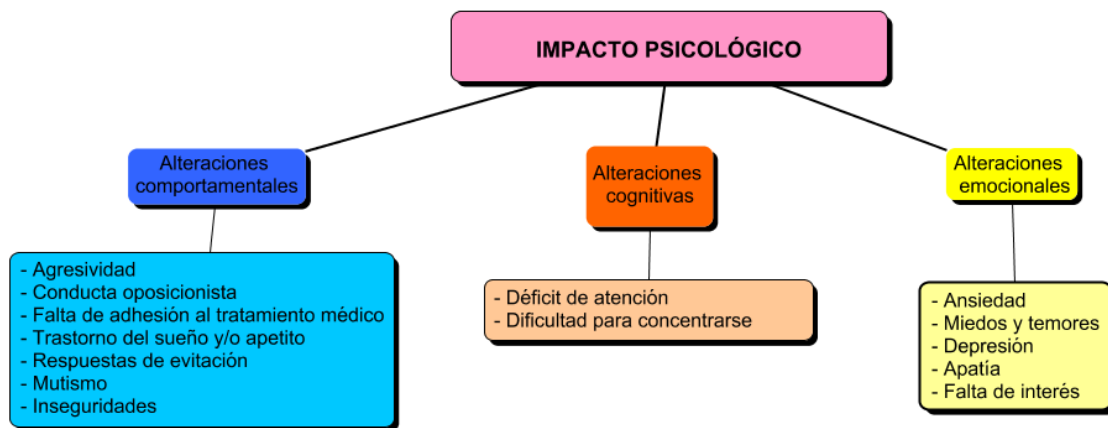 IMPACTO PSICOLÓGICO
Alteraciones
comportamentales
- Agresividad
- Conducta oposicionista
- Falta de adhesión al tratamiento médico
- Trastorno del sueño y/o apetito
- Respuestas de evitación
- Mutismo
- Inseguridades
Alteraciones
cognitivas
- Déficit de atención
- Dificultad para concentrarse
Alteraciones
emocionales
- Ansiedad
- Miedos y temores
- Depresión
- Apatía
- Falta de interés